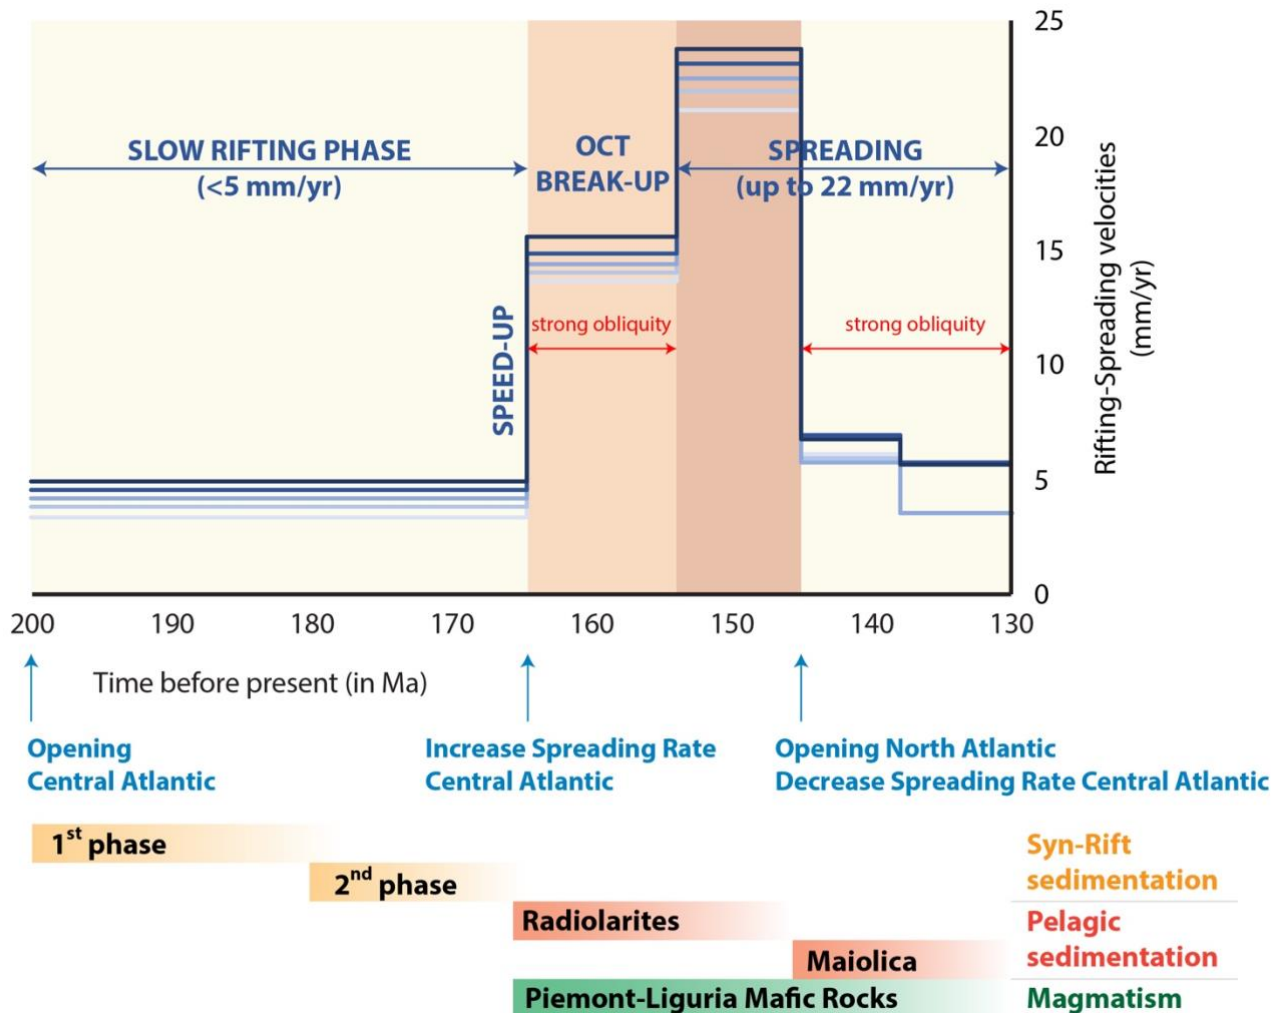 SLOW RIFTING PHASE
(<5 mm/yr)
OCT
BREAK-UP
SPREADING
(up to 22 mm/yr)
SPEED-UP
strong obliquity
strong obliquity
25
20
15
10
5
0
Rifting-Spreading velocities
(mm/yr)
200 190 180 170 160 150 140 130
Time before present (in Ma)
Opening
Central Atlantic
Increase Spreading Rate
Central Atlantic
Opening North Atlantic
Decrease Spreading Rate Central Atlantic
1st phase
2nd phase
Syn-Rift
sedimentation
Radiolarites
Maiolica
Pelagic
sedimentation
Piemont-Liguria Mafic Rocks
Magmatism